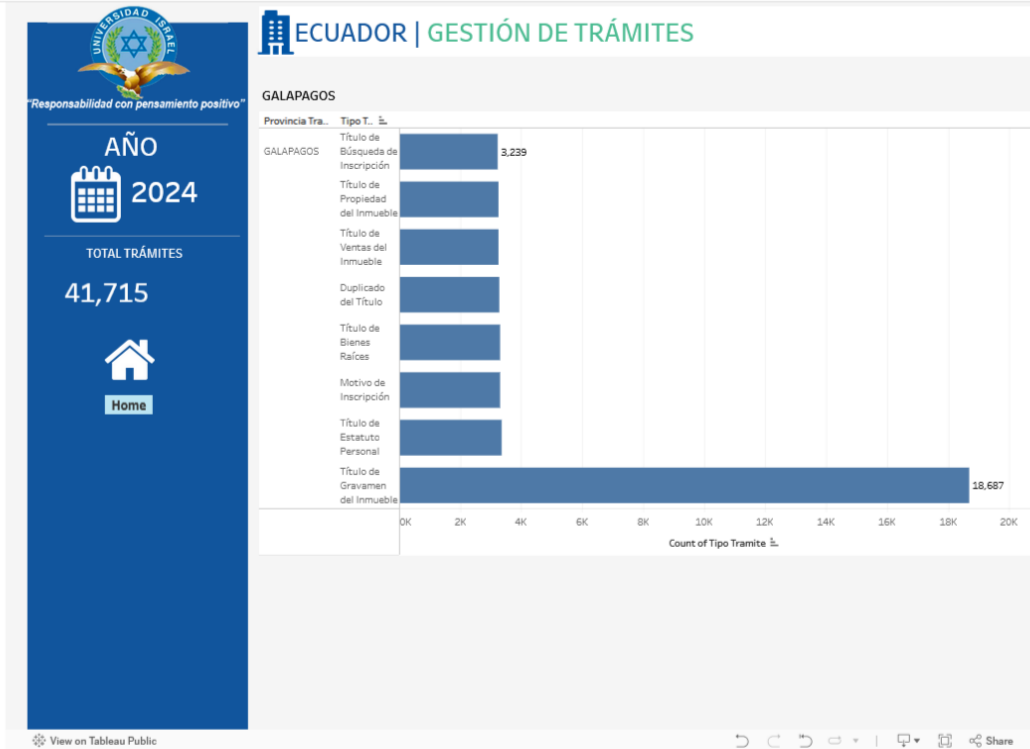 UNIVERSIDAD ISRAEL
"Responsabilidad con pensamiento positivo"
AÑO
2024
TOTAL TRÁMITES
41,715
Home
ECUADOR | GESTIÓN DE TRÁMITES
GALAPAGOS
Provincia Tra.. Tipo T..
GALAPAGOS
Título de
Búsqueda de
Inscripción
3,239
Título de
Propiedad
del Inmueble
Título de
Ventas del
Inmueble
Duplicado
del Título
Título de
Bienes
Raíces
Motivo de
Inscripción
Título de
Estatuto
Personal
Título de
Gravamen
del Inmueble
18,687
0K 2K 4K 6K 8K 10K 12K 14K 16K 18K 20K
Count of Tipo Tramite
View on Tableau Public
Share